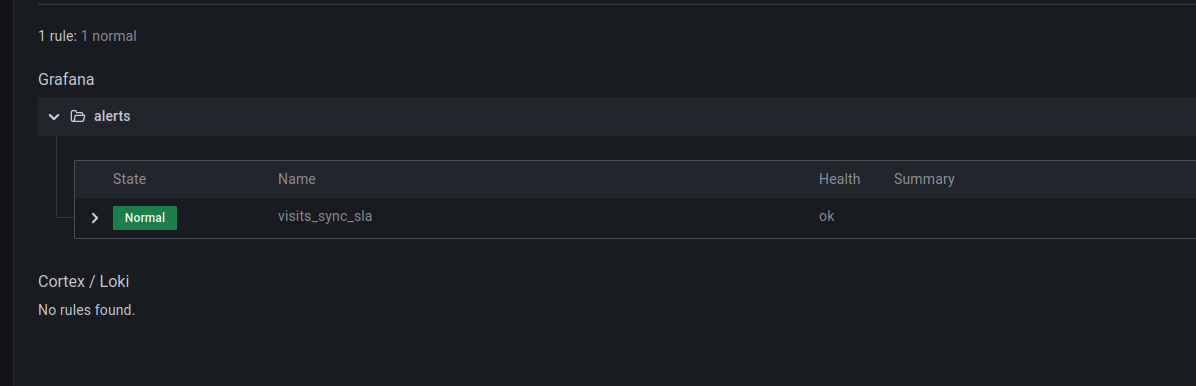 1 rule: 1 normal
Grafana
alerts
State Name Health Summary
Normal visits_sync_sla ok
Cortex / Loki
No rules found.